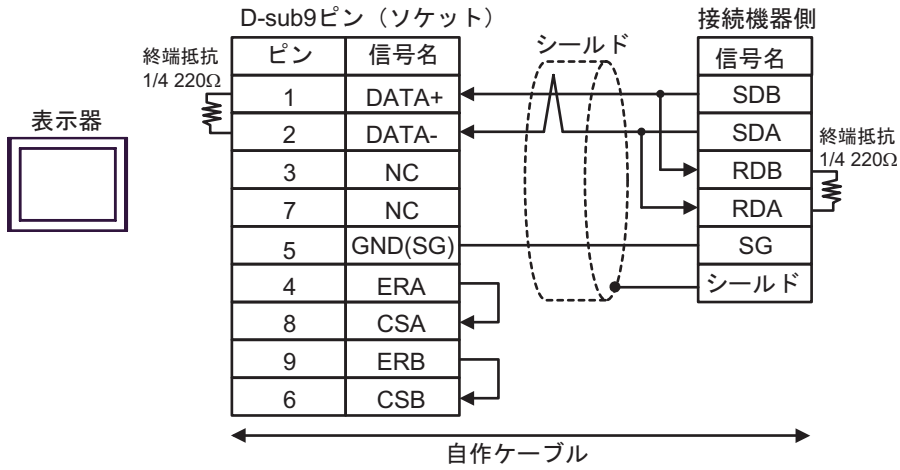 D-sub9ピン（ソケット）
接続機器側
終端抵抗
1/4 220Ω
ピン 信号名
シールド
信号名
1 DATA+
SDB
表示器
2 DATA-
SDA
終端抵抗
1/4 220Ω
3 NC
RDB
7 NC
RDA
5 GND(SG)
SG
4 ERA
シールド
8 CSA
9 ERB
6 CSB
自作ケーブル